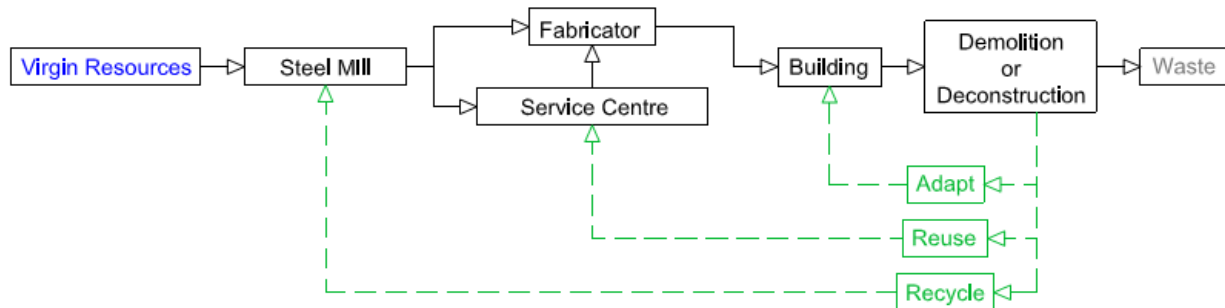 Virgin Resources
Steel Mill
Fabricator
Service Centre
Building
Demolition
or
Deconstruction
Waste
Adapt
Reuse
Recycle